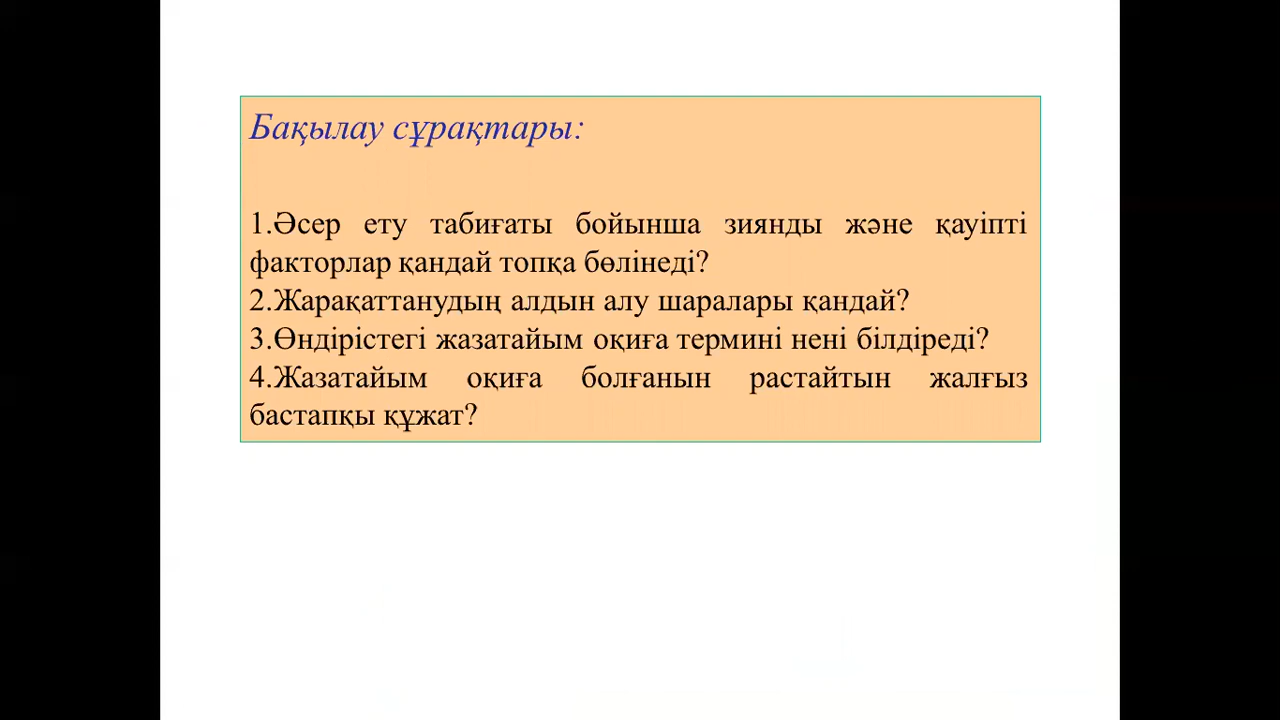 Бақылау сұрақтары:
1.Әсер ету табиғаты бойынша зиянды және қауіпті
факторлар қандай топқа бөлінеді?
2.Жарақаттанудың алдын алу шаралары қандай?
3.Өндірістегі жазатайым оқиға термині нені білдіреді?
4.Жазатайым оқиға болғанын растайтын жалғыз
бастапқы құжат?